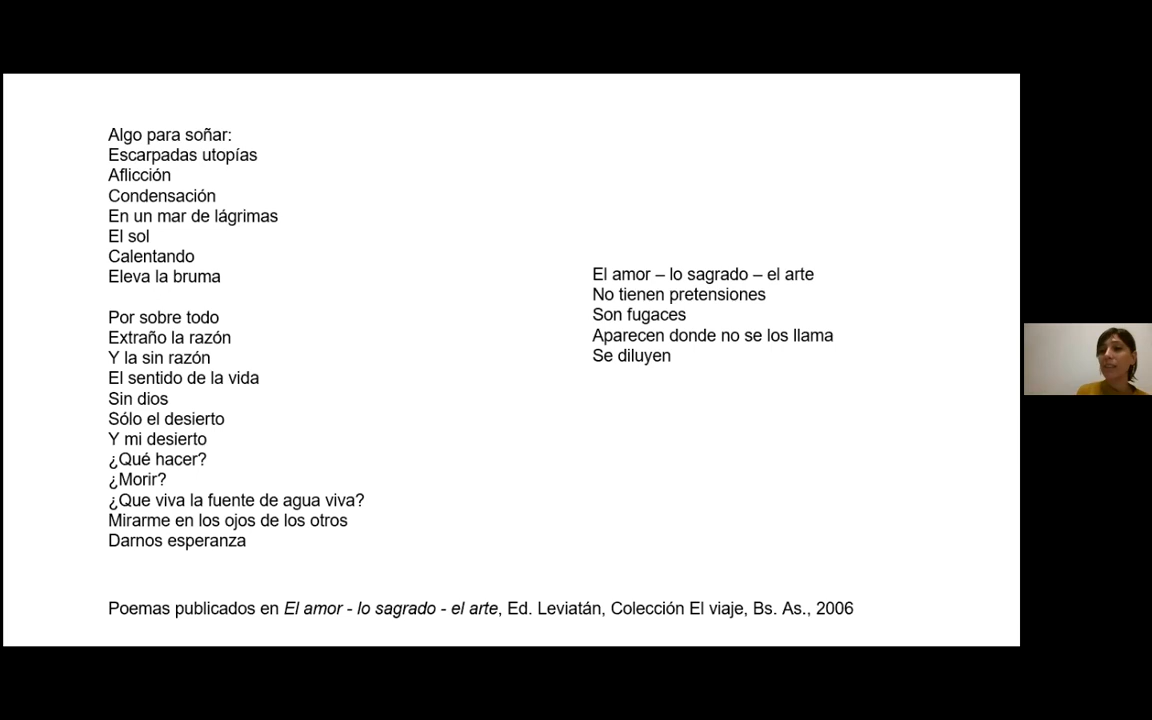 Algo para soñar:
Escarpadas utopías
Aflicción
Condensación
En un mar de lágrimas
El sol
Calentando
Eleva la bruma
Por sobre todo
Extraño la razón
Y la sin razón
El sentido de la vida
Sin dios
Sólo el desierto
Y mi desierto
¿Qué hacer?
¿Morir?
¿Que viva la fuente de agua viva?
Mirarme en los ojos de los otros
Darnos esperanza
El amor – lo sagrado – el arte
No tienen pretensiones
Son fugaces
Aparecen donde no se los llama
Se diluyen
Poemas publicados en El amor - lo sagrado - el arte, Ed. Leviatán, Colección El viaje, Bs. As., 2006